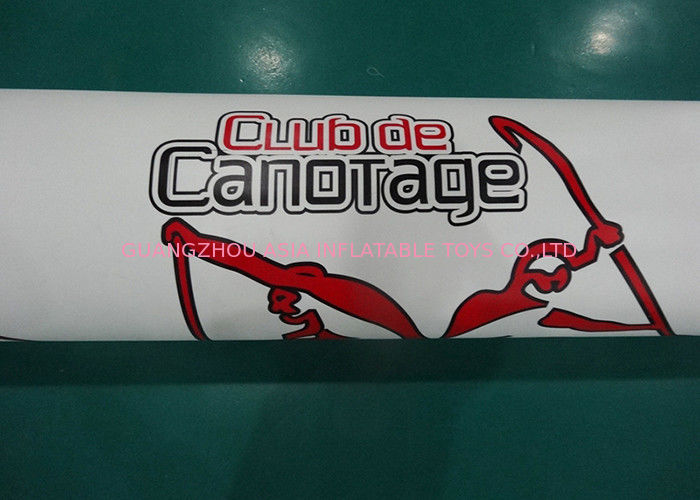 Club de
Canotage
GUANGZHOU ASIA INFLATABLE TOYS CO.,LTD